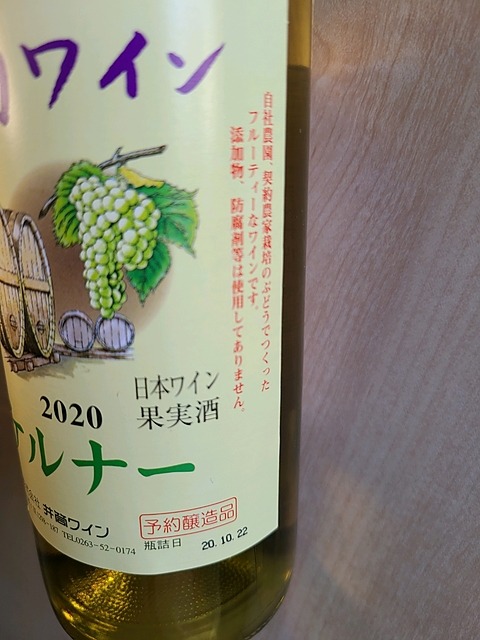 ワイン
自社農園、契約農家栽培のぶどうでつくった
フルーティーなワインです。
添加物、防腐剤等は使用してありません。
日本ワイン
2020
果実酒
ケルナー
井筒ワイン
TEL.0263-52-0174
予約醸造品
瓶詰日 20.10.22